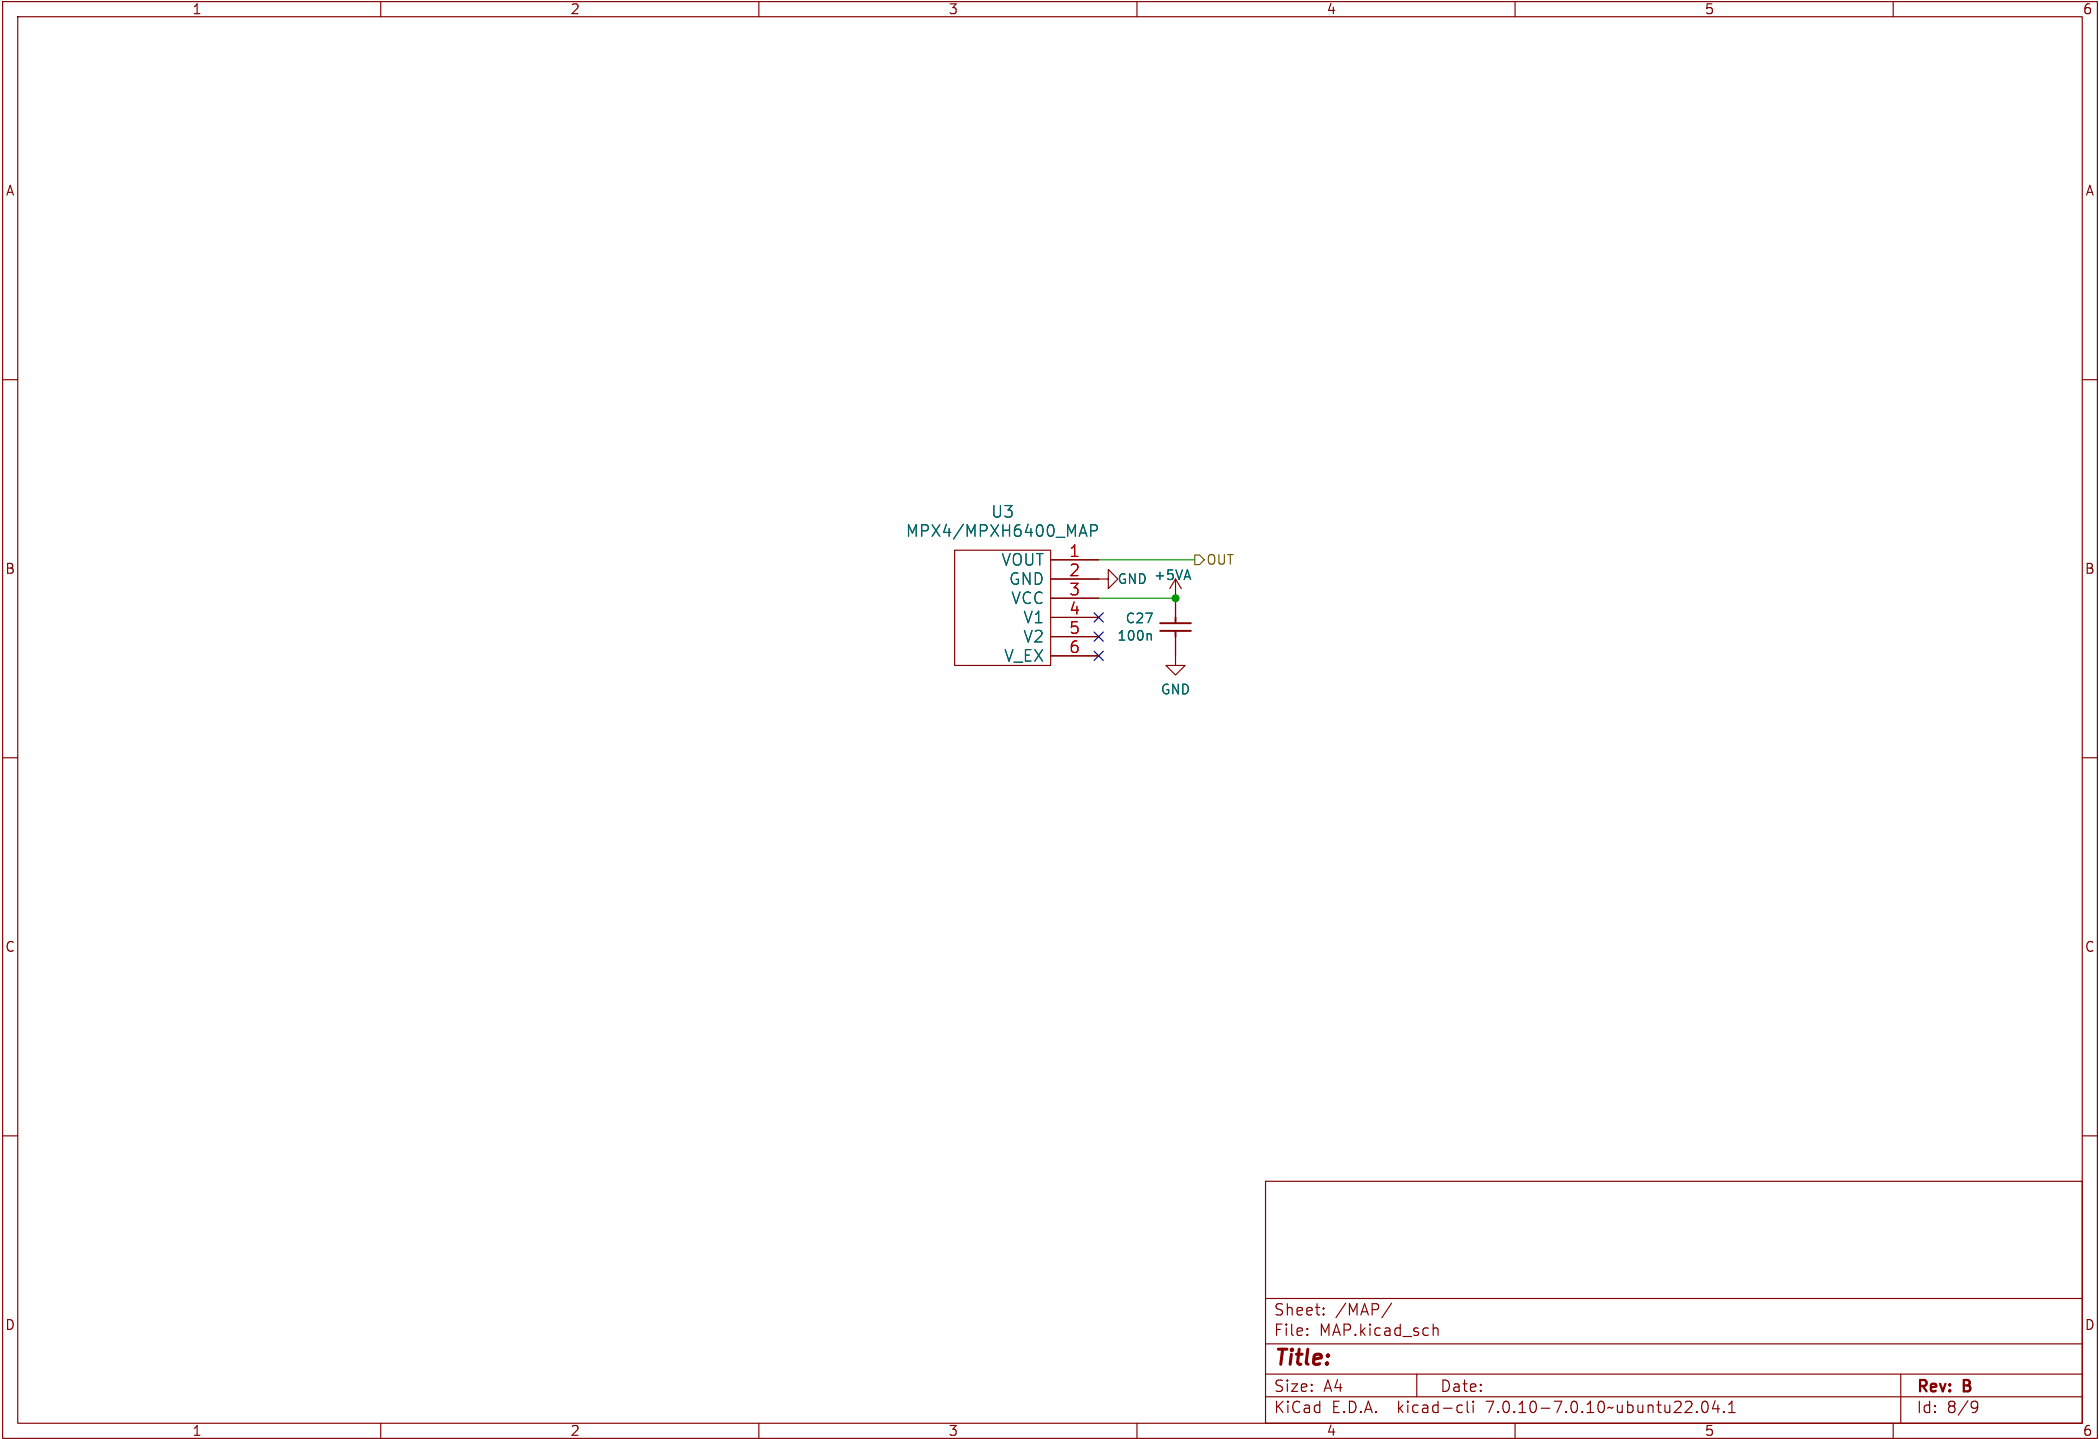 1 2 3 4 5 6
A A
U3
MPX4/MPXH6400_MAP
VOUT 1 OUT
B B
GND 2 GND +5VA
VCC 3
V1 4 C27
V2 5 100n
V_EX 6
GND
C C
Sheet: /MAP/
D D
File: MAP.kicad_sch
Title:
Size: A4 Date: Rev: B
KiCad E.D.A. kicad-cli 7.0.10-7.0.10~ubuntu22.04.1 Id: 8/9
1 2 3 4 5 6